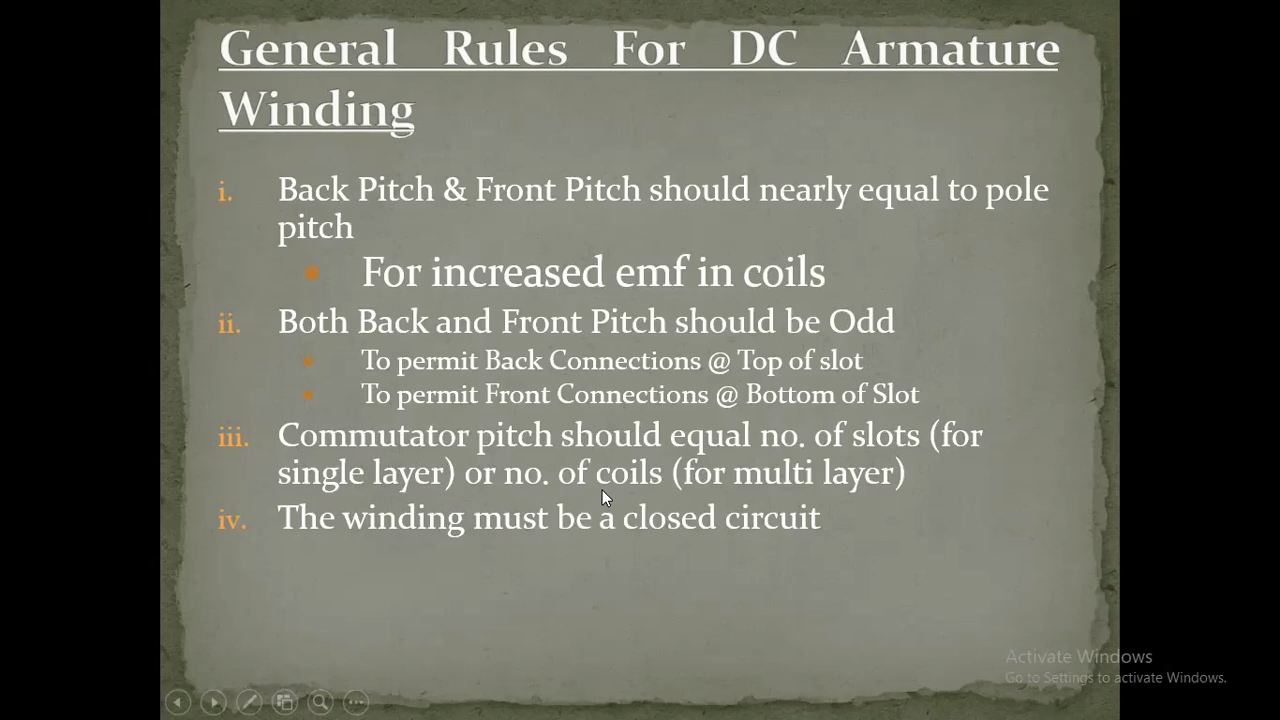 General Rules For DC Armature
Winding
i. Back Pitch & Front Pitch should nearly equal to pole
pitch
• For increased emf in coils
ii. Both Back and Front Pitch should be Odd
• To permit Back Connections @ Top of slot
• To permit Front Connections @ Bottom of Slot
iii. Commutator pitch should equal no. of slots (for
single layer) or no. of coils (for multi layer)
iv. The winding must be a closed circuit
Activate Windows
Go to Settings to activate Windows.